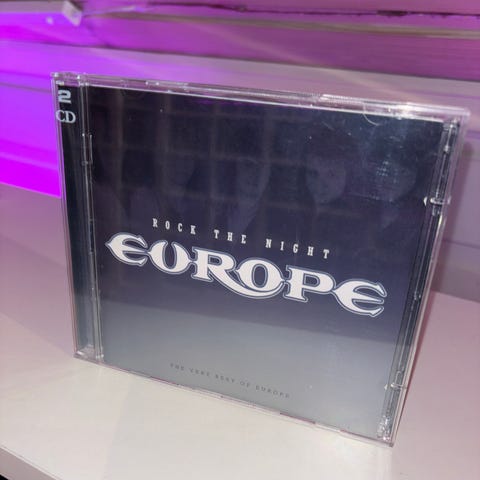 2
CD
ROCK THE NIGHT
EUROPE
THE VERY BEST OF EUROPE